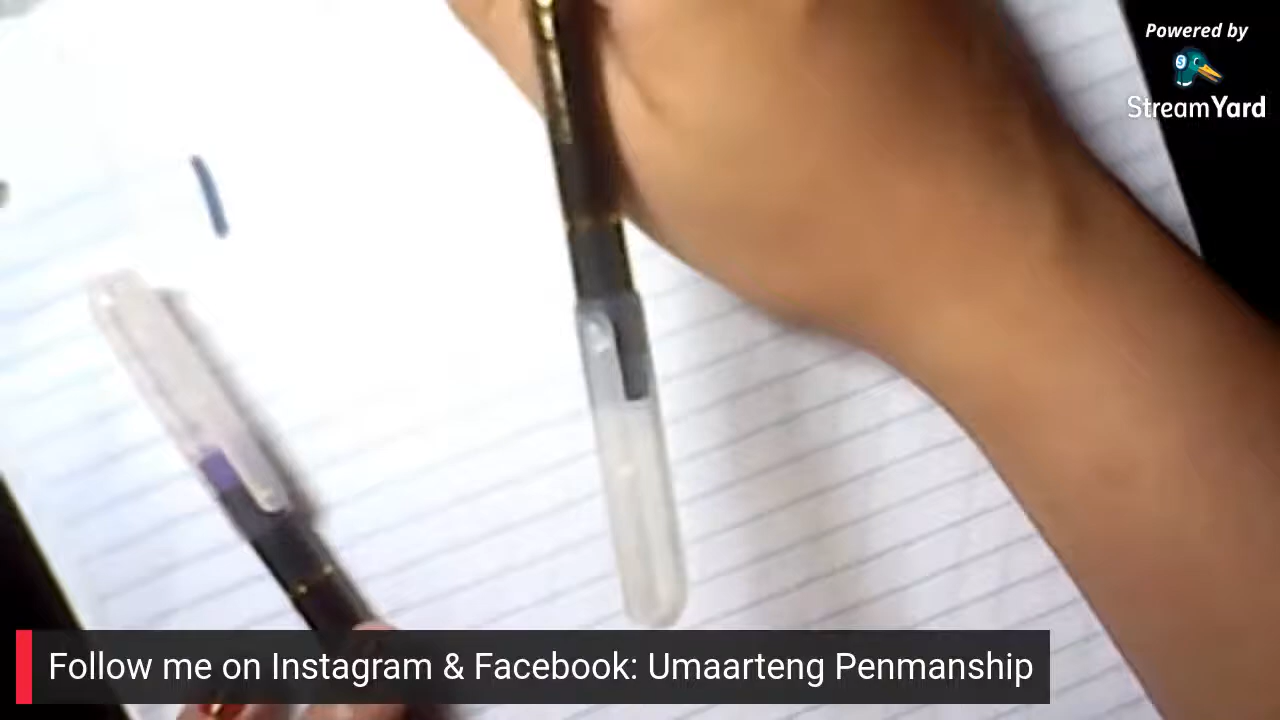 Powered by
StreamYard
Follow me on Instagram & Facebook: Umaarteng Penmanship